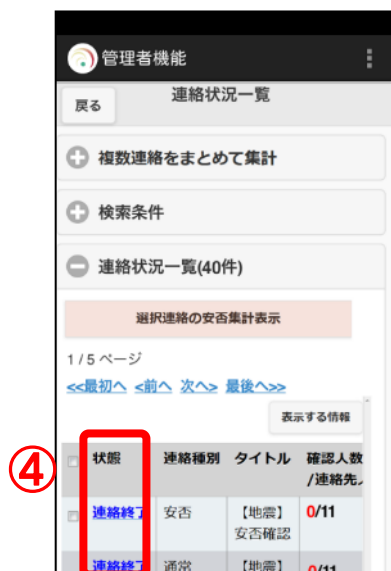 管理者機能
戻る
連絡状況一覧
複数連絡をまとめて集計
検索条件
連絡状況一覧(40件)
選択連絡の安否集計表示
1 / 5 ページ
<<最初へ <前へ 次へ> 最後へ>>
表示する情報
状態 連絡種別 タイトル 確認人数
/連絡先
④
連絡終了 安否 【地震】 0/11
安否確認
連絡終了 通常 【地震】 0/11